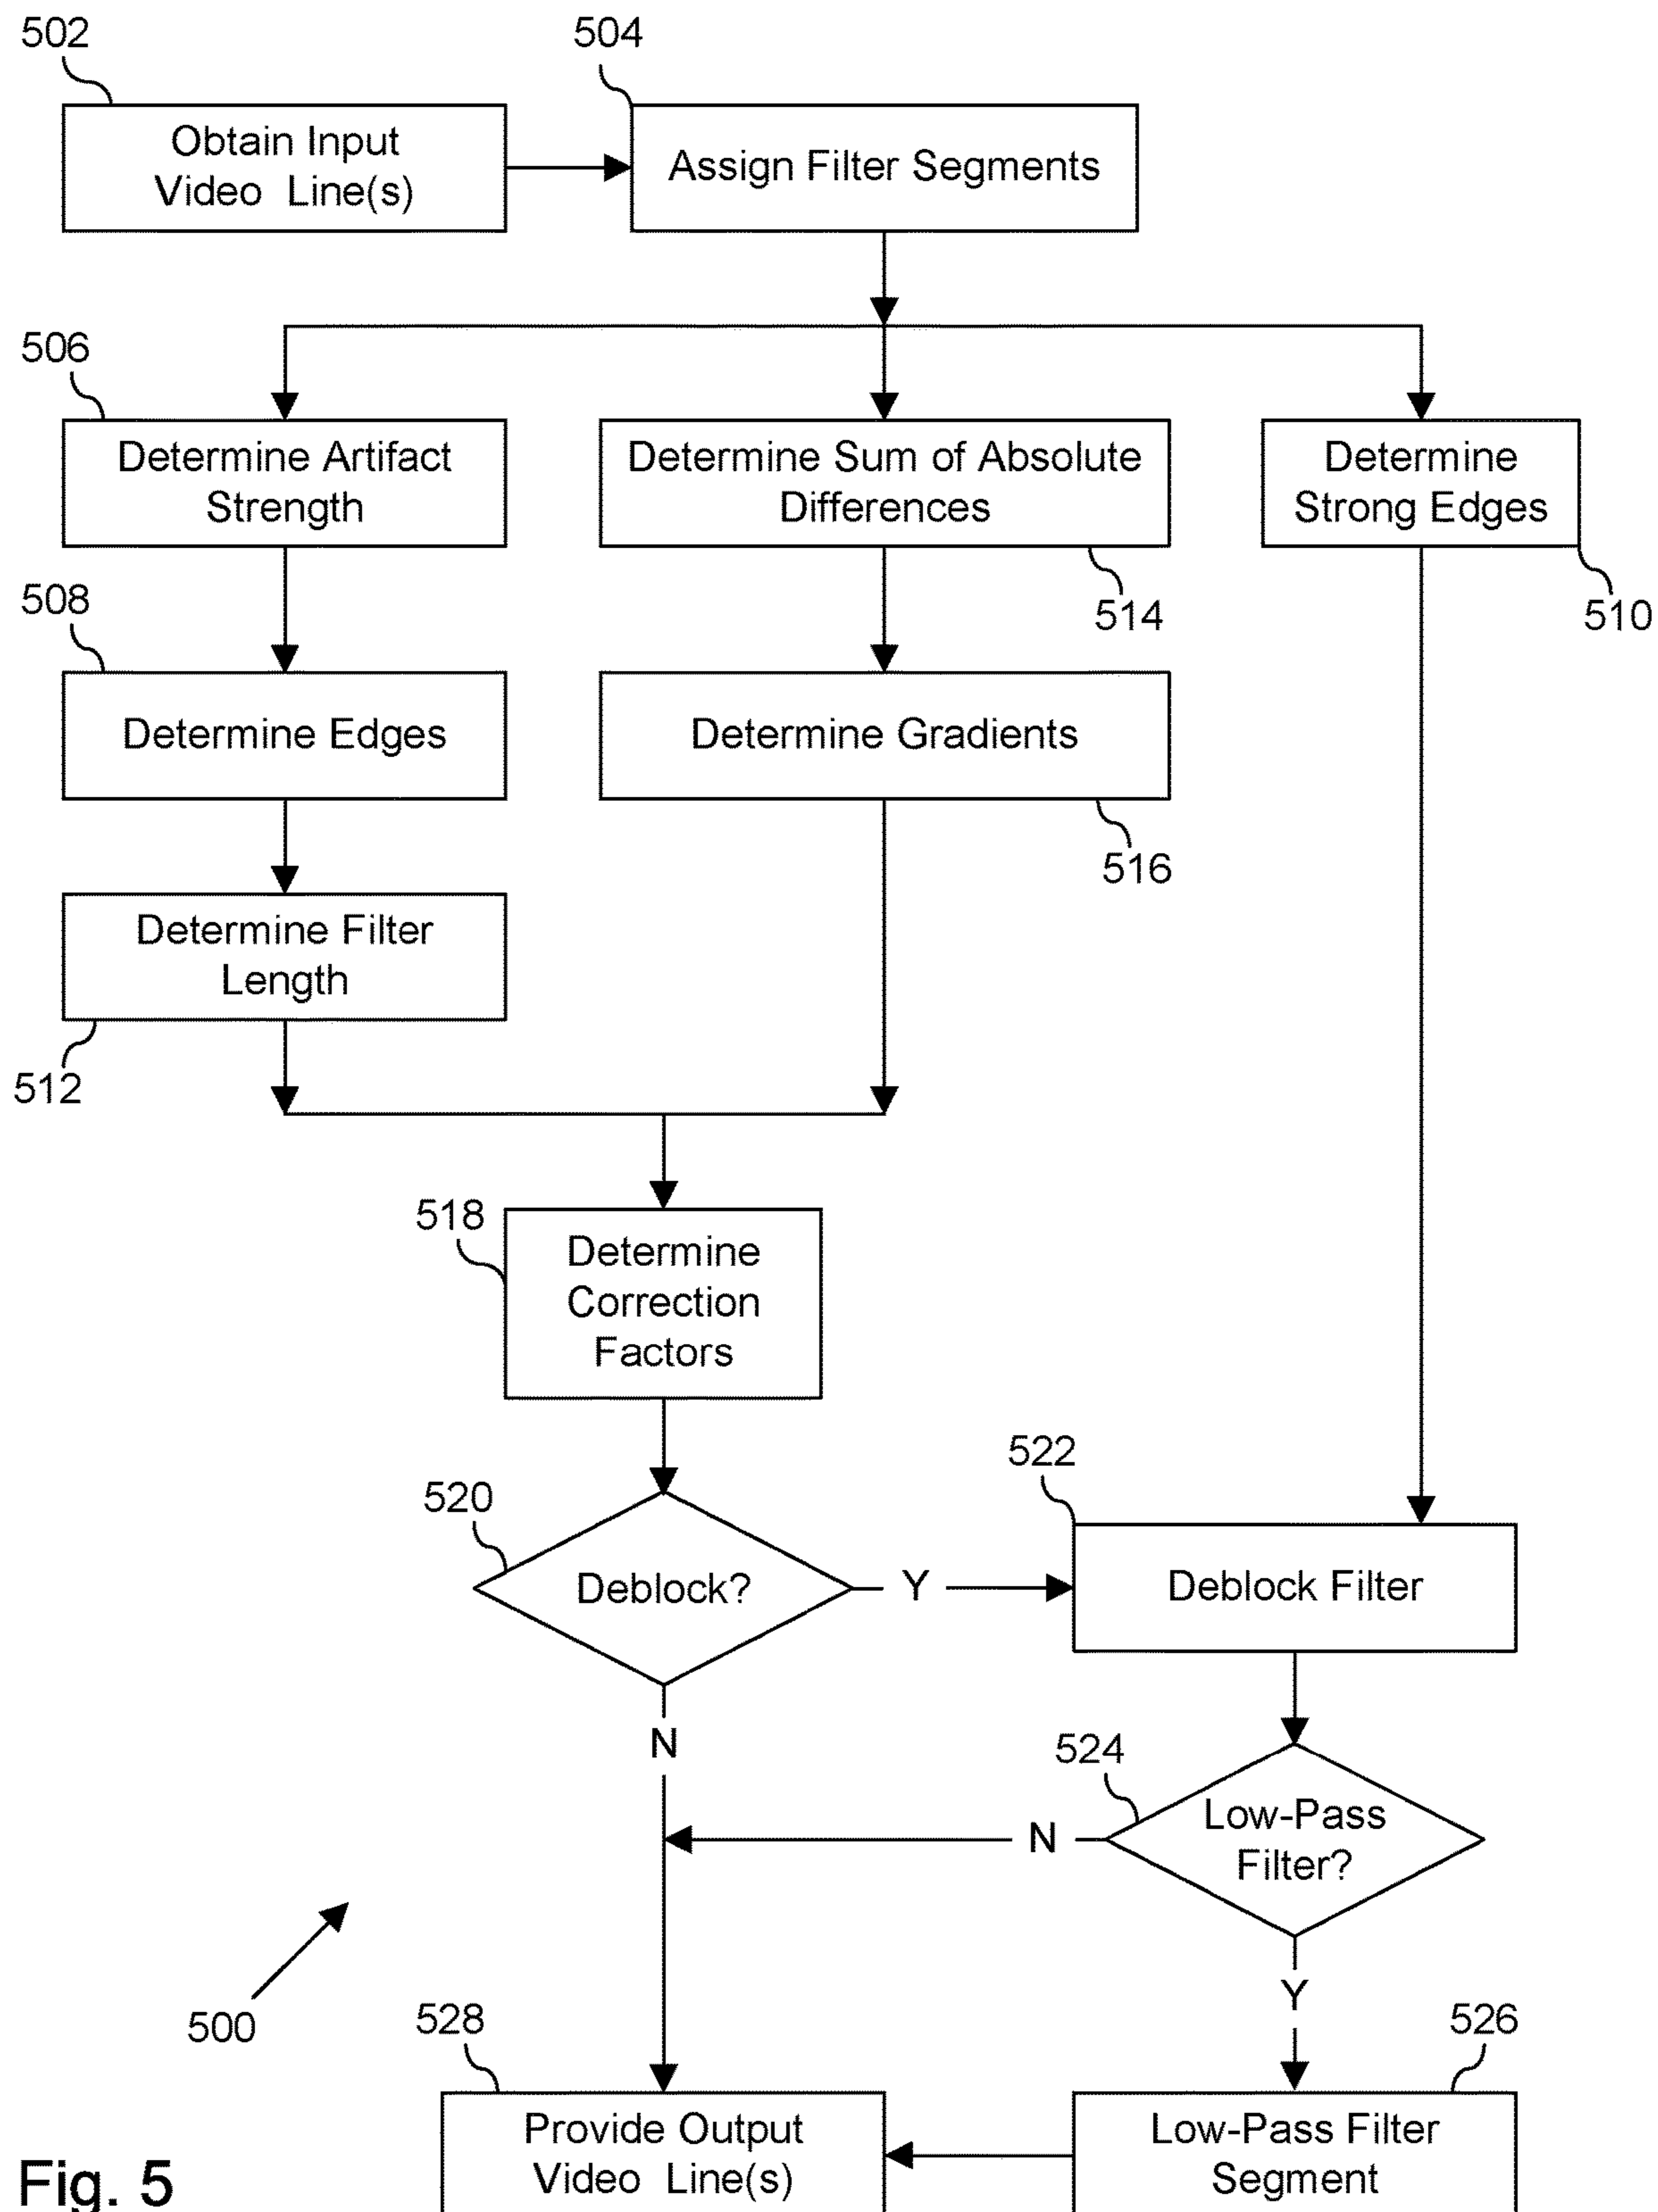 502
504
Obtain Input
Video Line(s)
Assign Filter Segments
506
Determine Artifact
Strength
Determine Sum of Absolute
Differences
Determine
Strong Edges
508
514
510
Determine Edges
Determine Gradients
516
Determine Filter
Length
512
518
Determine
Correction
Factors
522
520
Deblock?
Y
Deblock Filter
N
524
Low-Pass
Filter?
N
Y
500
528
526
Provide Output
Video Line(s)
Low-Pass Filter
Segment
Fig. 5